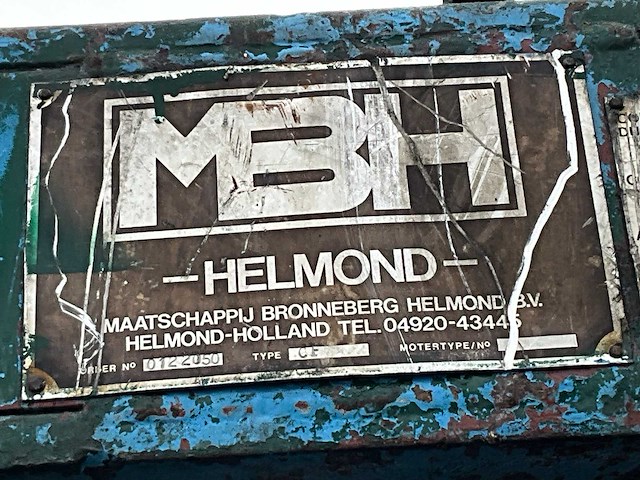 MBH
-HELMOND-
MAATSCHAPPIJ BRONNEBERG HELMOND B.V.
HELMOND-HOLLAND TEL. 04920-43445
ORDER Nº 0122050 TYPE MOTERTYPE/Nº